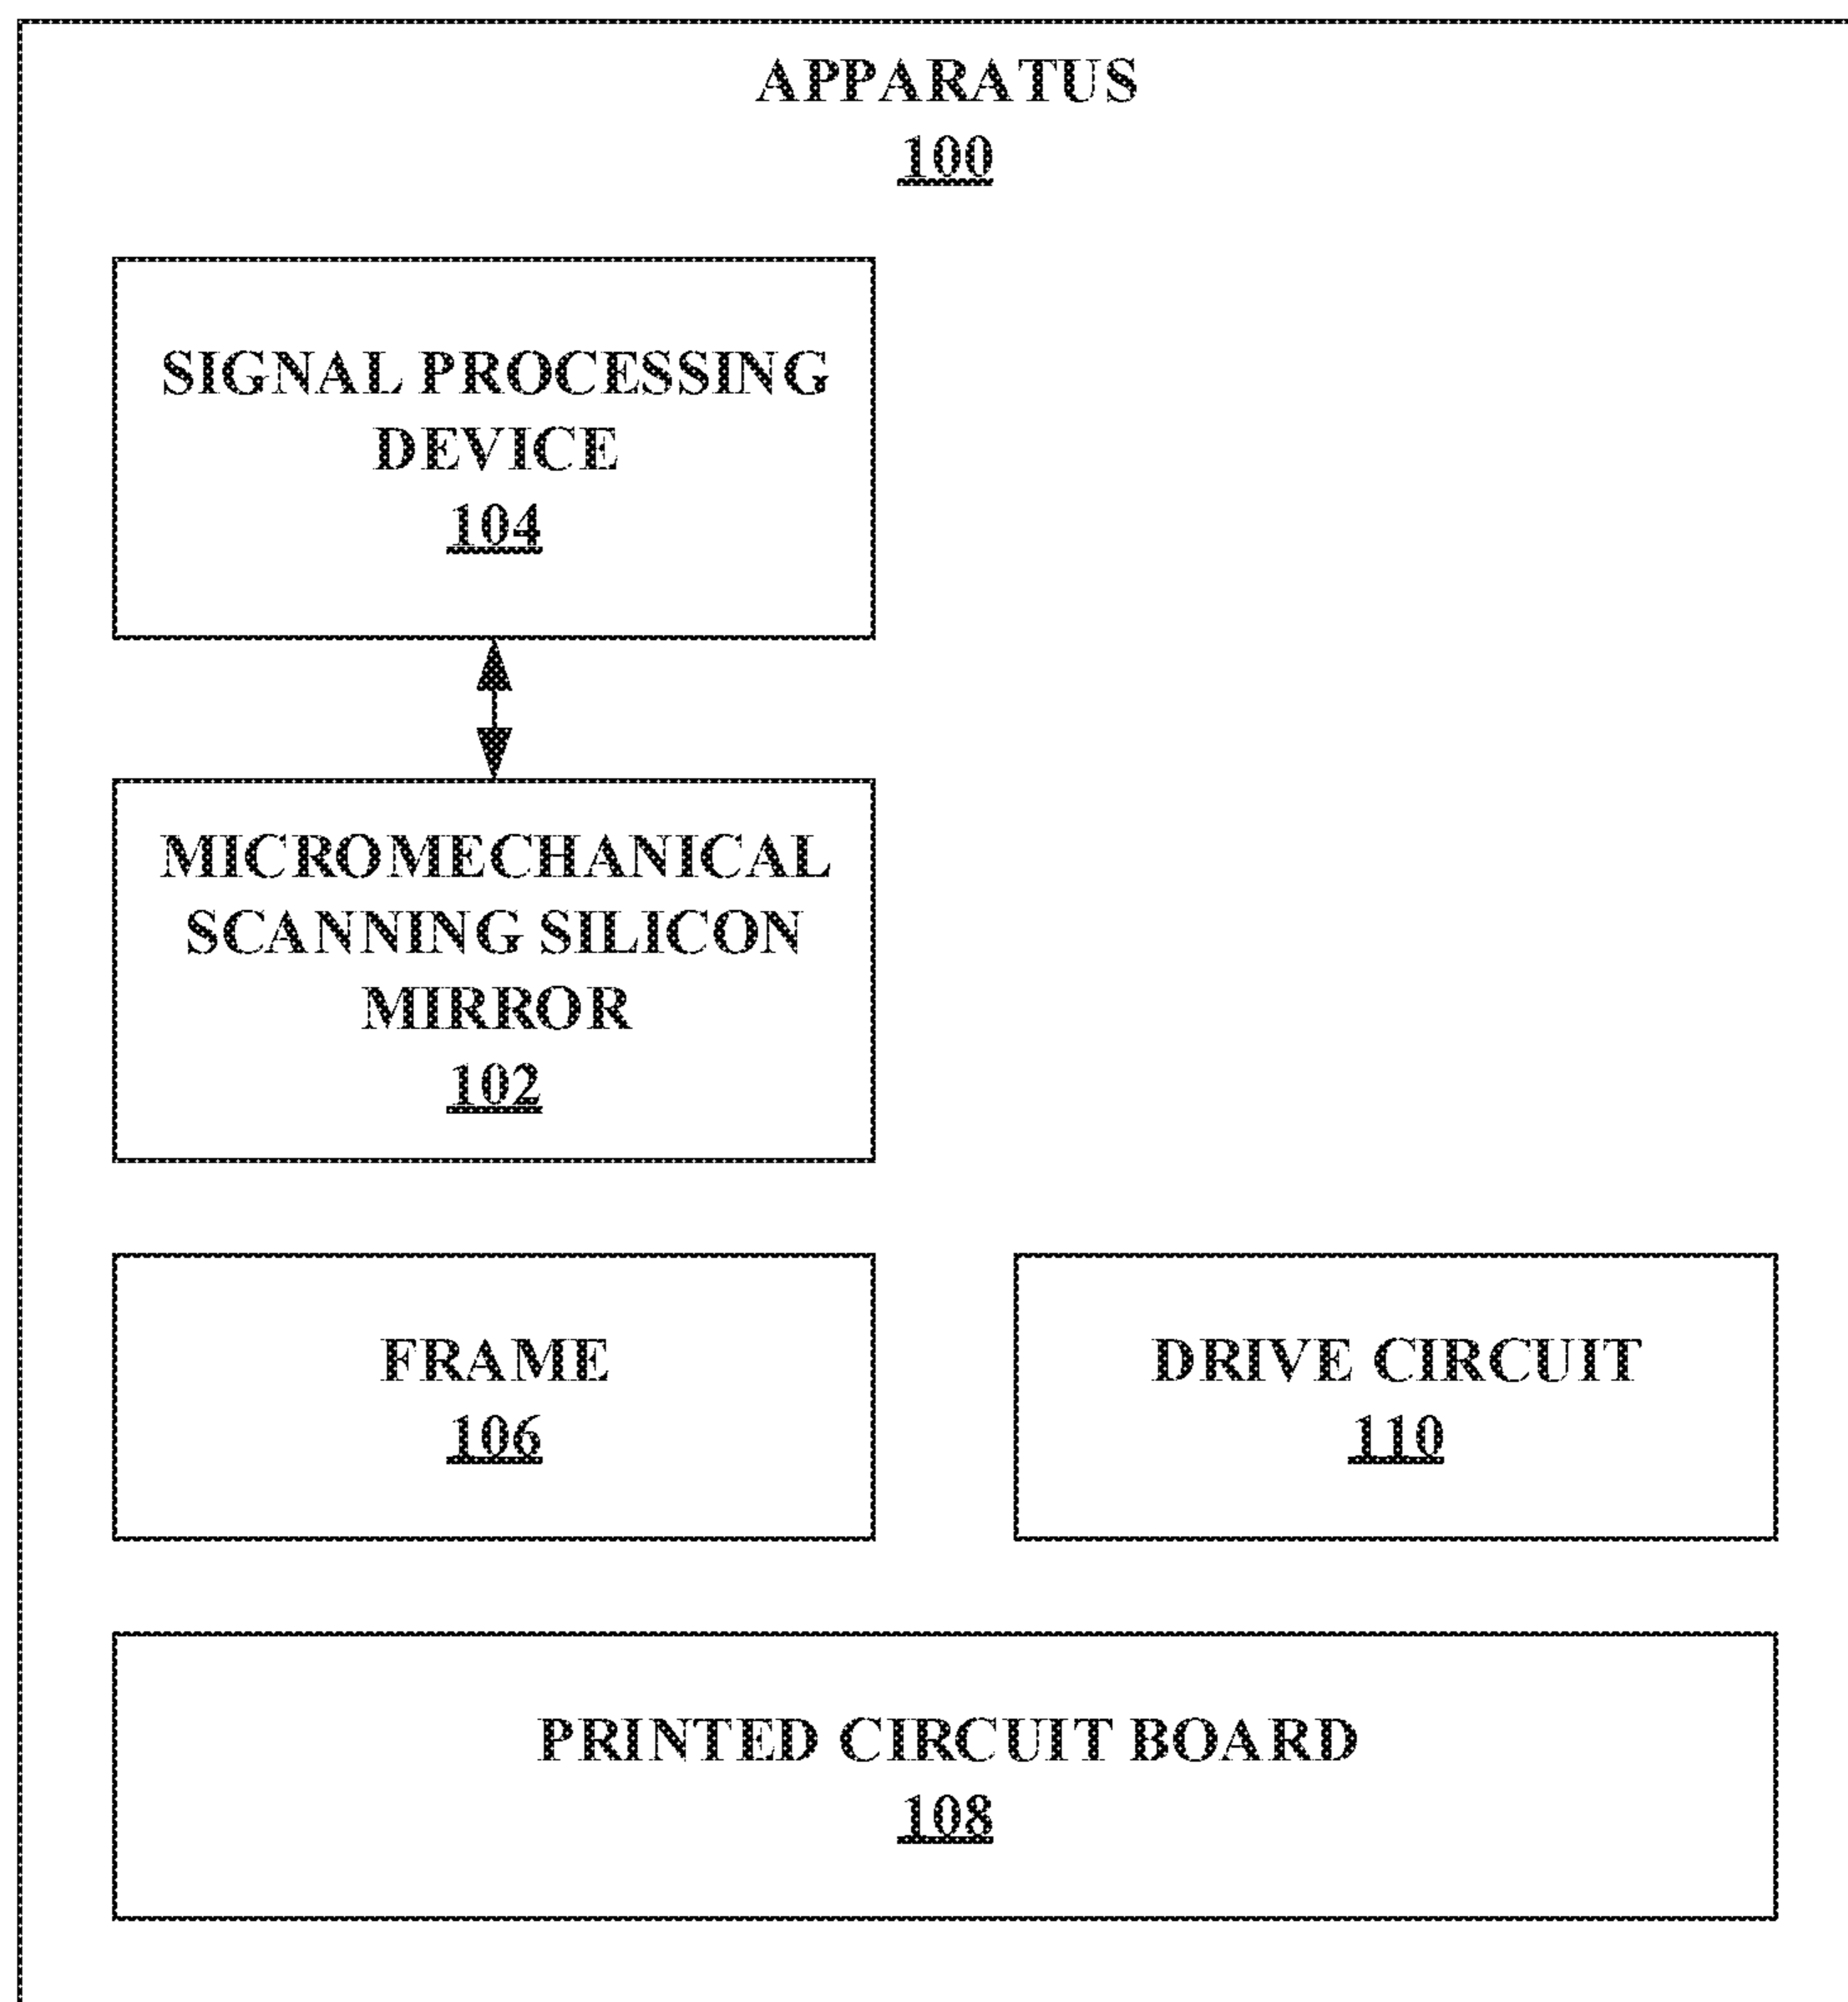 APPARATUS
100
SIGNAL PROCESSING
DEVICE
104
MICROMECHANICAL
SCANNING SILICON
MIRROR
102
FRAME
106
DRIVE CIRCUIT
110
PRINTED CIRCUIT BOARD
108